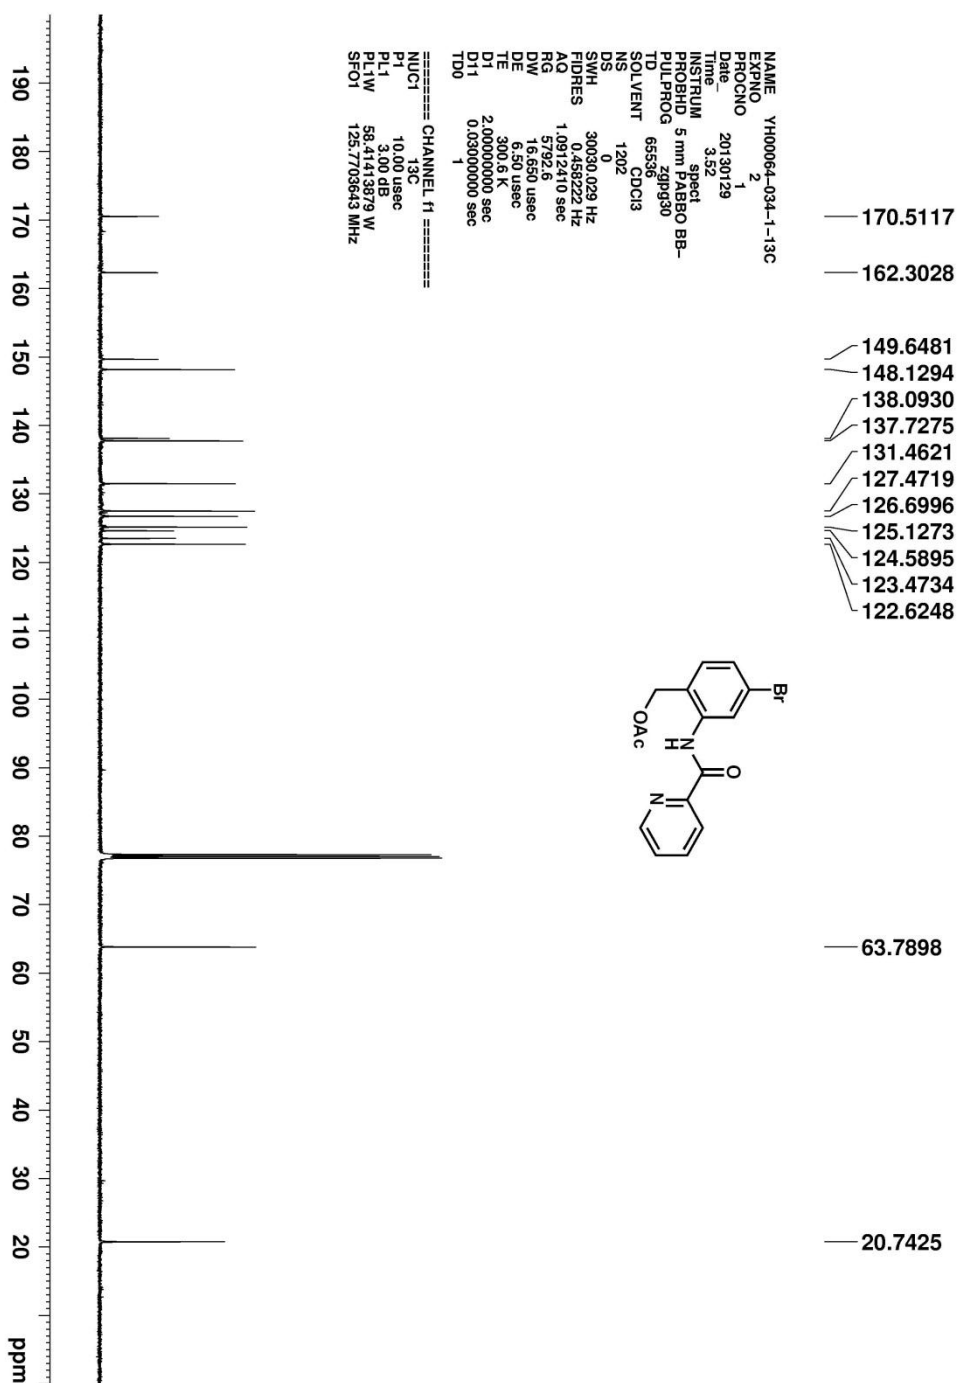 NAME YH00064-034-1-13C
EXPNO 2
PROCNO 1
Date_ 20130129
Time 3.52
INSTRUM spect
PROBHD 5 mm PABBO BB-
PULPROG zgpg30
TD 65536
SOLVENT CDCl3
NS 1202
DS 0
SWH 30030.029 Hz
FIDRES 0.458222 Hz
AQ 1.0912410 sec
RG 5792.6
DW 16.650 usec
DE 6.50 usec
TE 300.6 K
D1 2.00000000 sec
D11 0.03000000 sec
TD0 1
======== CHANNEL f1 ========
NUC1 13C
P1 10.00 usec
PL1 3.00 dB
PL1W 58.41413879 W
SFO1 125.7703643 MHz
170.5117
162.3028
149.6481
148.1294
138.0930
137.7275
131.4621
127.4719
126.6996
125.1273
124.5895
123.4734
122.6248
63.7898
20.7425
Br
O
N
H
OAc
N
190 180 170 160 150 140 130 120 110 100 90 80 70 60 50 40 30 20 ppm